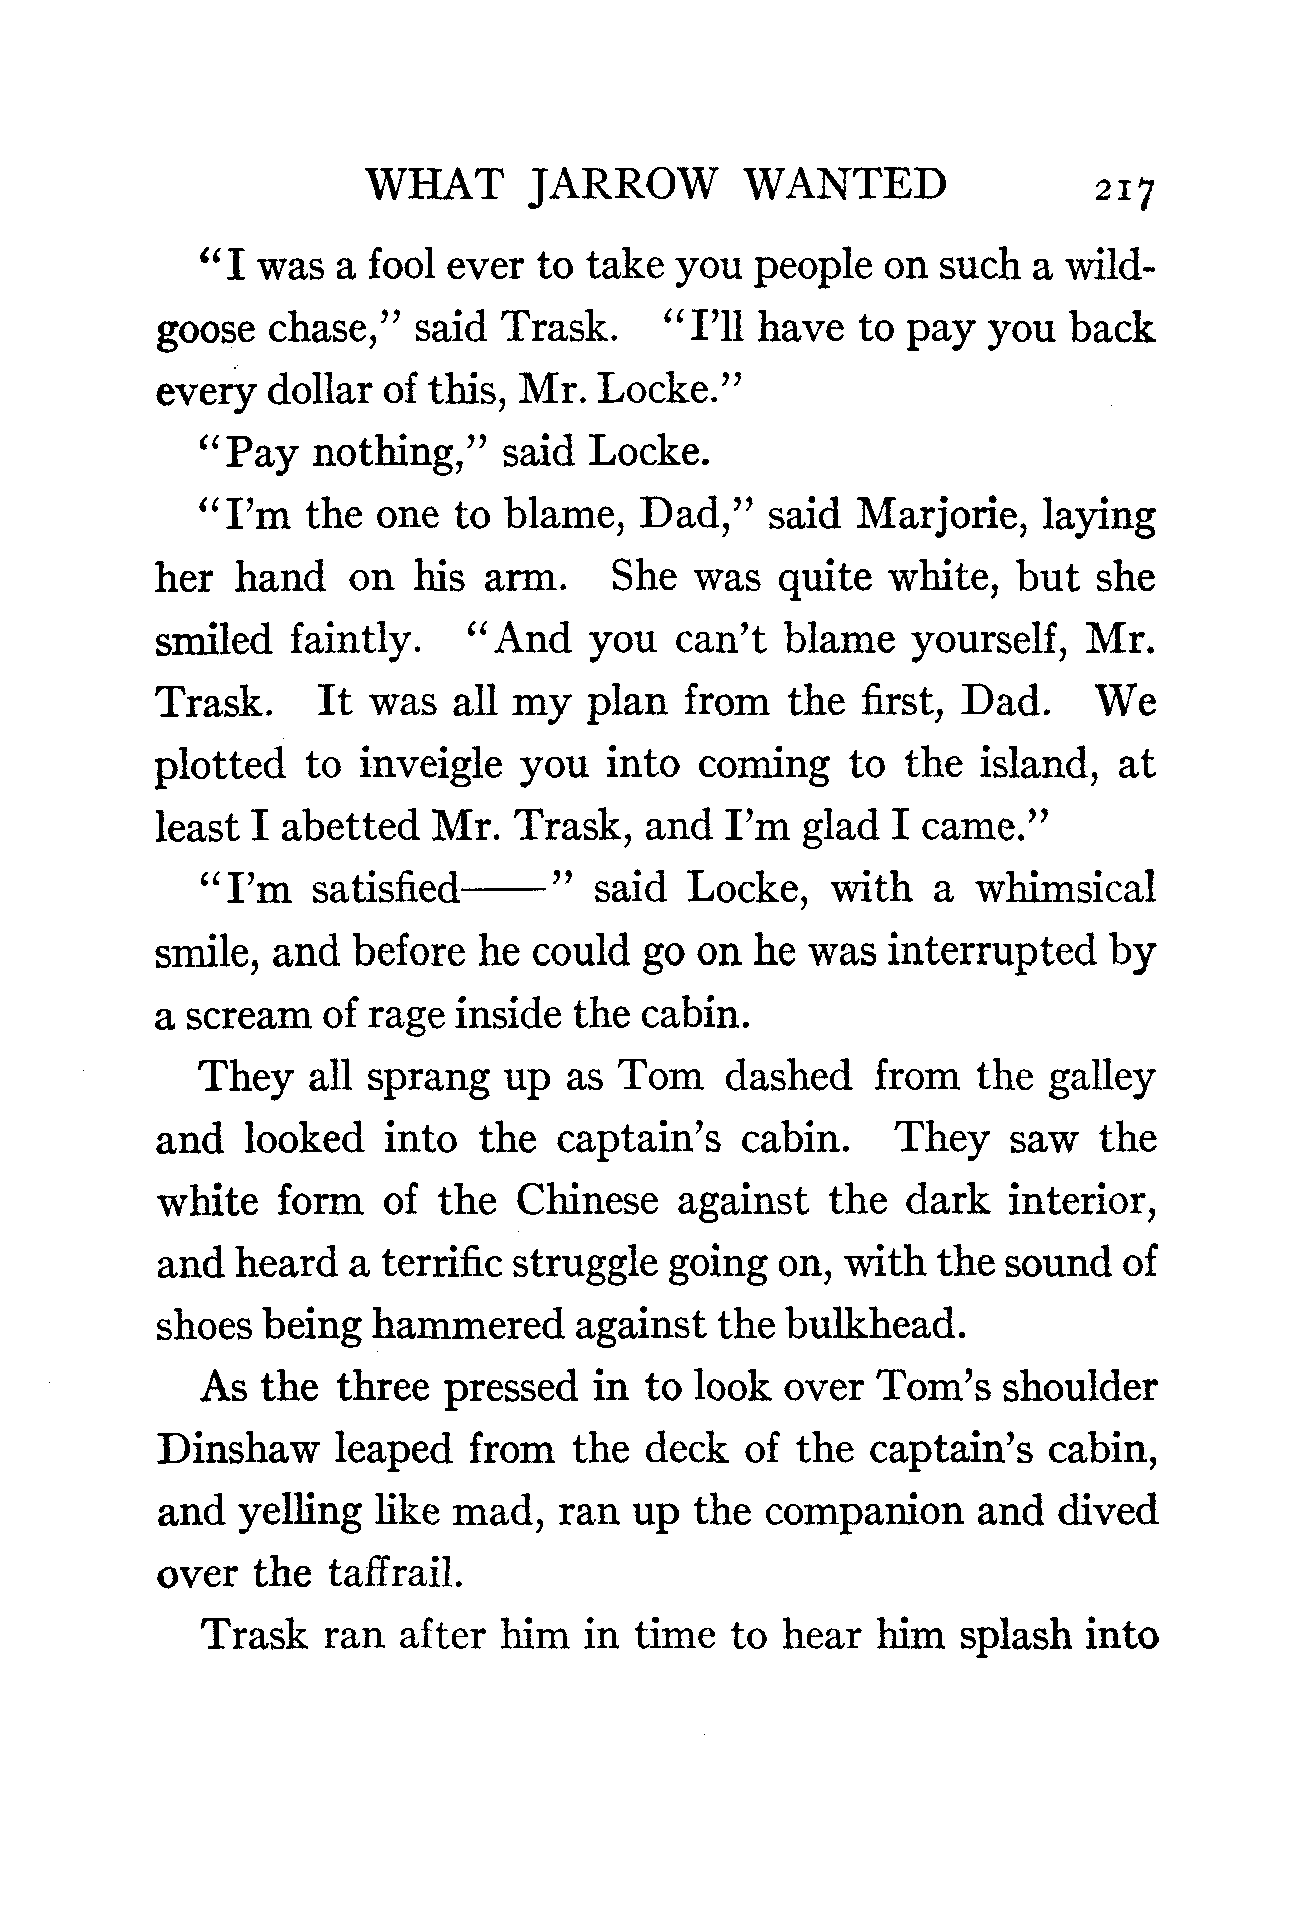 WHAT JARROW WANTED 217
"I was a fool ever to take you people on such a wild-
goose chase," said Trask. "I'll have to pay you back
every dollar of this, Mr. Locke."
"Pay nothing," said Locke.
"I'm the one to blame, Dad," said Marjorie, laying
her hand on his arm. She was quite white, but she
smiled faintly. "And you can't blame yourself, Mr.
Trask. It was all my plan from the first, Dad. We
plotted to inveigle you into coming to the island, at
least I abetted Mr. Trask, and I'm glad I came."
"I'm satisfied——" said Locke, with a whimsical
smile, and before he could go on he was interrupted by
a scream of rage inside the cabin.
They all sprang up as Tom dashed from the galley
and looked into the captain's cabin. They saw the
white form of the Chinese against the dark interior,
and heard a terrific struggle going on, with the sound of
shoes being hammered against the bulkhead.
As the three pressed in to look over Tom's shoulder
Dinshaw leaped from the deck of the captain's cabin,
and yelling like mad, ran up the companion and dived
over the taffrail.
Trask ran after him in time to hear him splash into